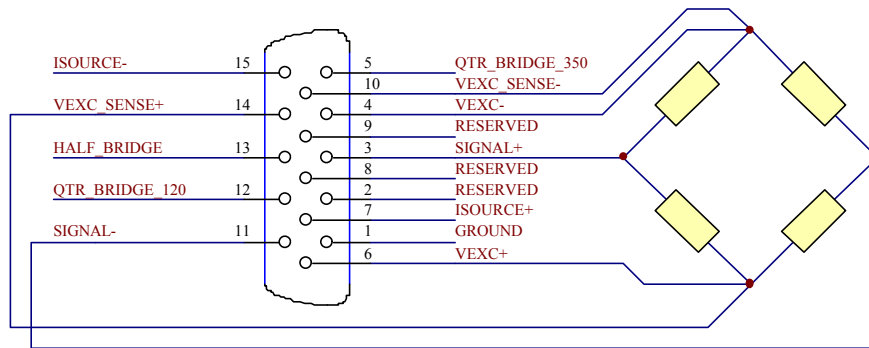 ISOURCE- 15
5 QTR_BRIDGE_350
10 VEXC_SENSE-
VEXC_SENSE+ 14
4 VEXC-
9 RESERVED
HALF_BRIDGE 13
3 SIGNAL+
8 RESERVED
QTR_BRIDGE_120 12
2 RESERVED
7 ISOURCE+
SIGNAL- 11
1 GROUND
6 VEXC+